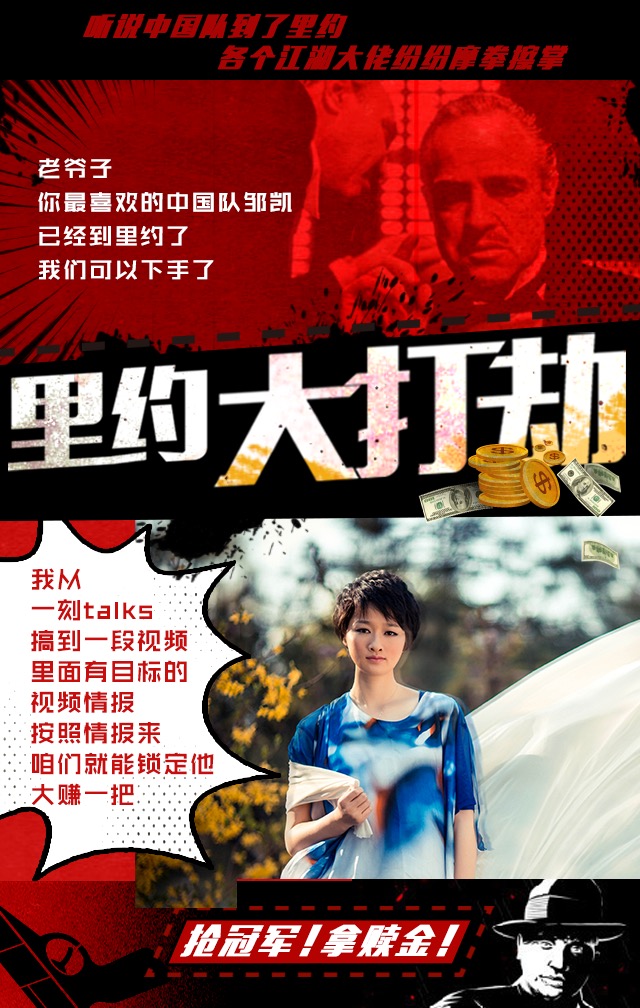 听说中国队到了里约
各个江湖大佬纷纷摩拳擦掌
老爷子
你最喜欢的中国队邹凯
已经到里约了
我们可以下手了
里约大打劫
我从
一刻talks
搞到一段视频
里面有目标的
视频情报
按照情报来
咱们就能锁定他
大赚一把
抢冠军！拿赎金！